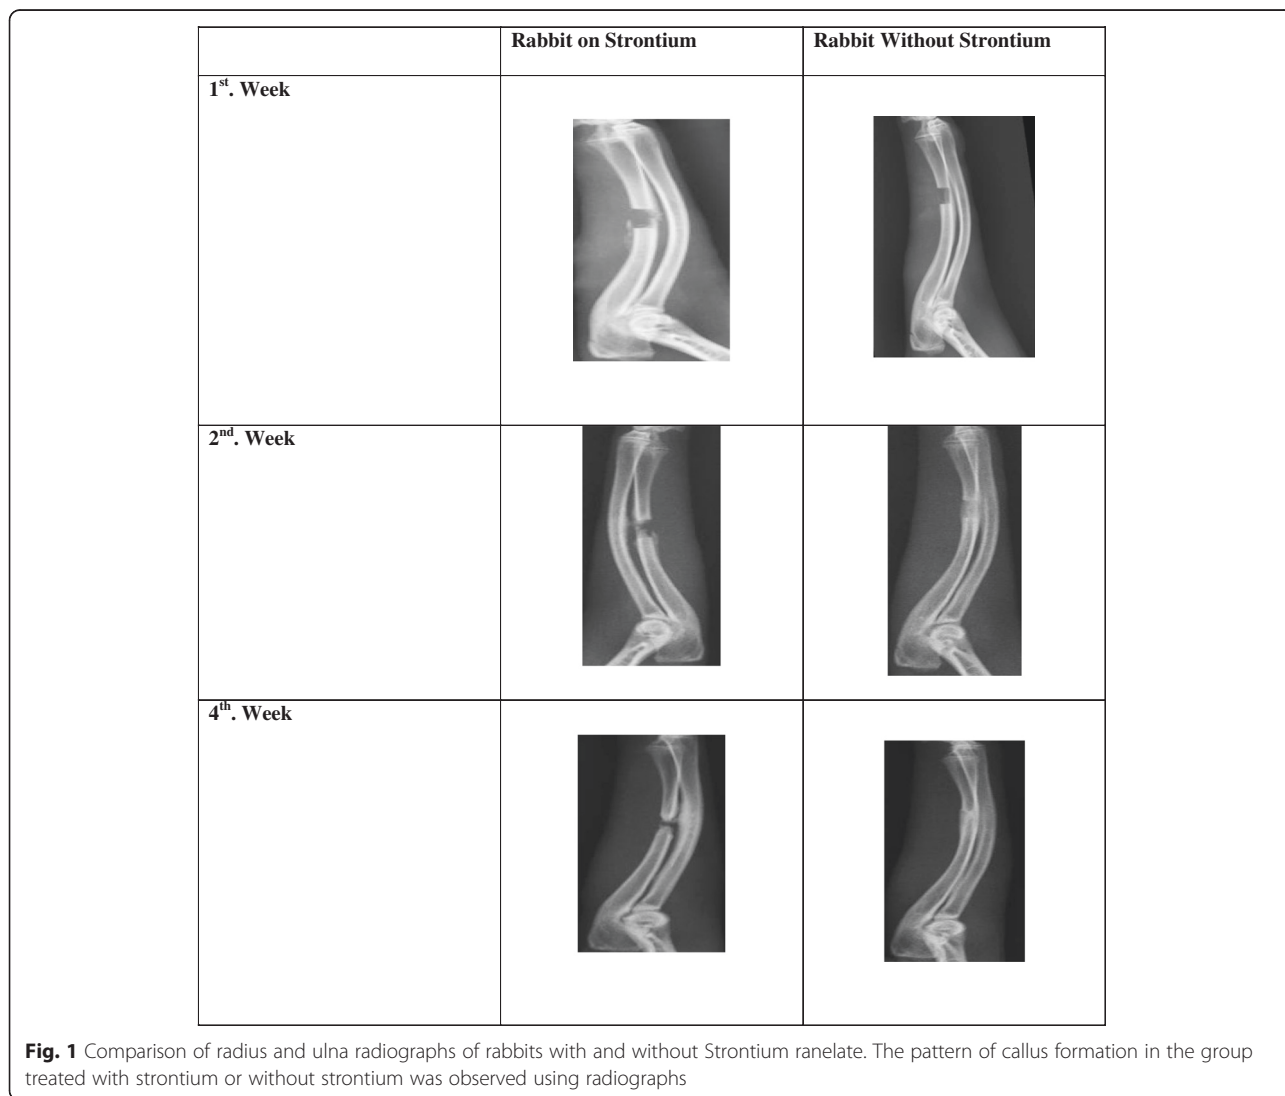 Rabbit on Strontium
Rabbit Without Strontium
1st. Week
2nd. Week
4th. Week
Fig. 1 Comparison of radius and ulna radiographs of rabbits with and without Strontium ranelate. The pattern of callus formation in the group
treated with strontium or without strontium was observed using radiographs